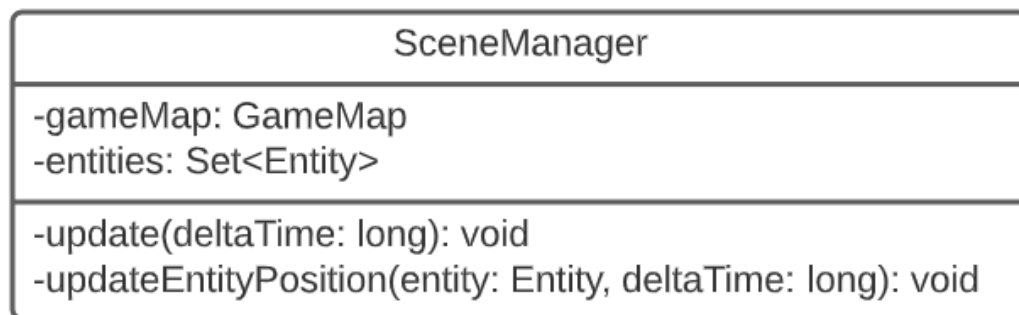 SceneManager
-gameMap: GameMap
-entities: Set<Entity>
-update(deltaTime: long): void
-updateEntityPosition(entity: Entity, deltaTime: long): void